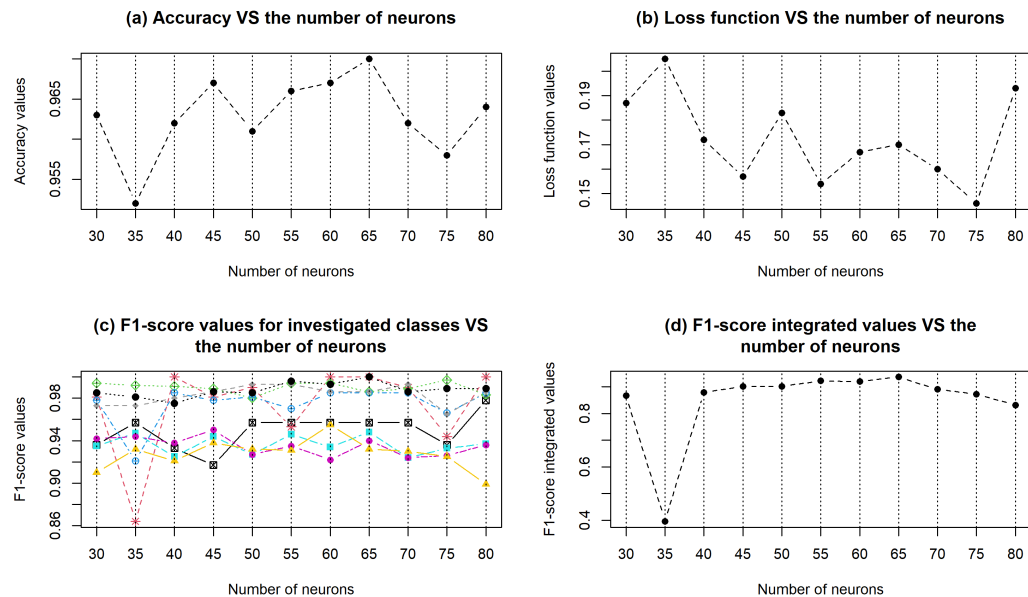 (a) Accuracy VS the number of neurons
Accuracy values
0.965
0.955
30 35 40 45 50 55 60 65 70 75 80
Number of neurons
(b) Loss function VS the number of neurons
Loss function values
0.19
0.17
0.15
30 35 40 45 50 55 60 65 70 75 80
Number of neurons
(c) F1-score values for investigated classes VS
the number of neurons
F1-score values
0.98
0.94
0.90
0.86
30 35 40 45 50 55 60 65 70 75 80
Number of neurons
(d) F1-score integrated values VS the
number of neurons
F1-score integrated values
0.8
0.6
0.4
30 35 40 45 50 55 60 65 70 75 80
Number of neurons